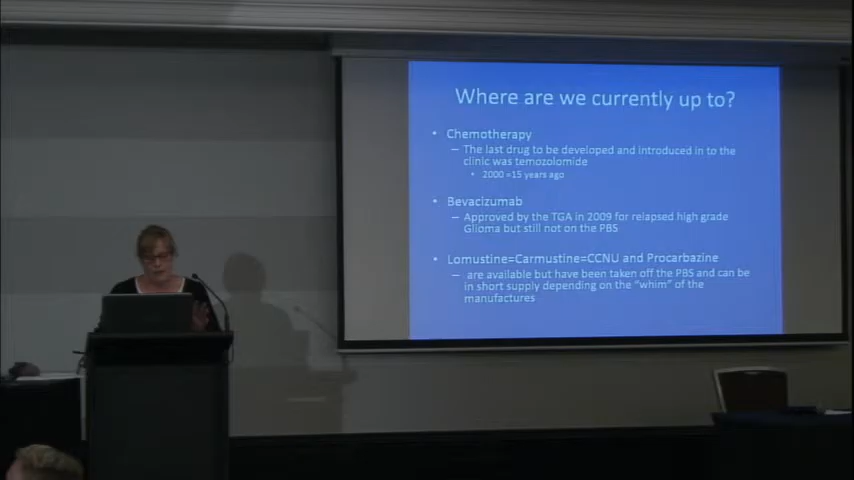 Where are we currently up to?
• Chemotherapy
– The last drug to be developed and introduced in to the
clinic was temozolomide
• 2000 =15 years ago
• Bevacizumab
– Approved by the TGA in 2009 for relapsed high grade
Glioma but still not on the PBS
• Lomustine=Carmustine=CCNU and Procarbazine
– are available but have been taken off the PBS and can be
in short supply depending on the “whim” of the
manufactures